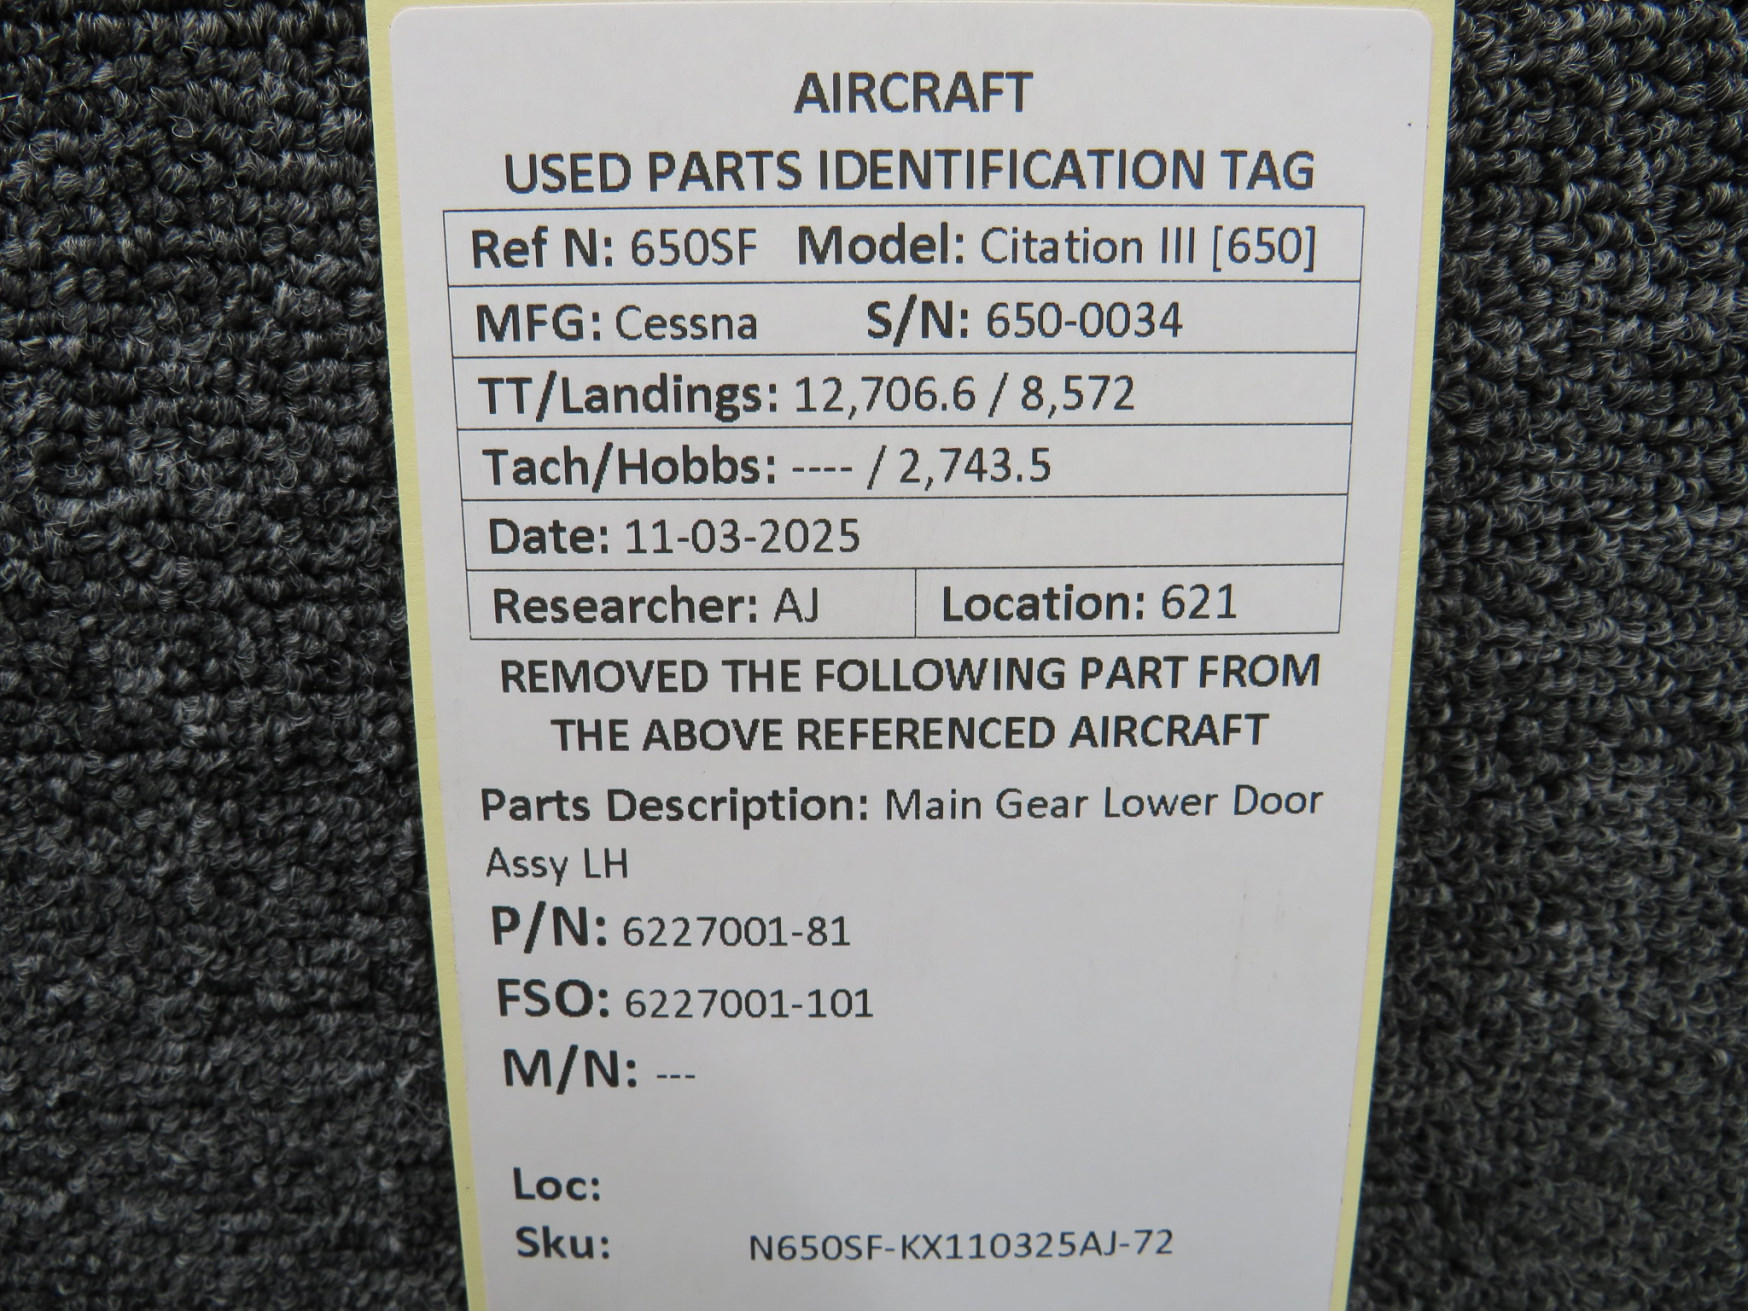 AIRCRAFT
USED PARTS IDENTIFICATION TAG
Ref N: 650SF Model: Citation III [650]
MFG: Cessna S/N: 650-0034
TT/Landings: 12,706.6 / 8,572
Tach/Hobbs: ---- / 2,743.5
Date: 11-03-2025
Researcher: AJ Location: 621
REMOVED THE FOLLOWING PART FROM
THE ABOVE REFERENCED AIRCRAFT
Parts Description: Main Gear Lower Door
Assy LH
P/N: 6227001-81
FSO: 6227001-101
M/N: ---
Loc:
Sku: N650SF-KX110325AJ-72